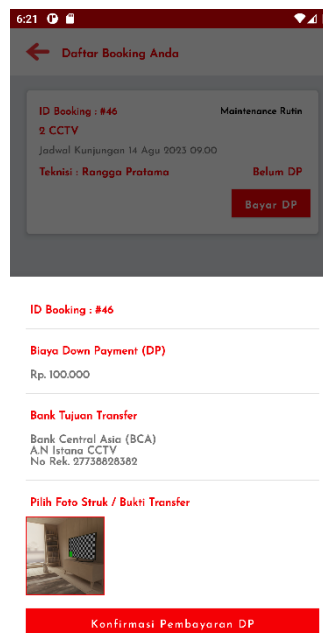 6:21
Daftar Booking Anda
ID Booking : #46
Maintenance Rutin
2 CCTV
Jadwal Kunjungan 14 Agu 2023 09.00
Teknisi : Rangga Pratama
Belum DP
Bayar DP
ID Booking : #46
Biaya Down Payment (DP)
Rp. 100.000
Bank Tujuan Transfer
Bank Central Asia (BCA)
A.N Istana CCTV
No Rek. 27738828382
Pilih Foto Struk / Bukti Transfer
Konfirmasi Pembayaran DP